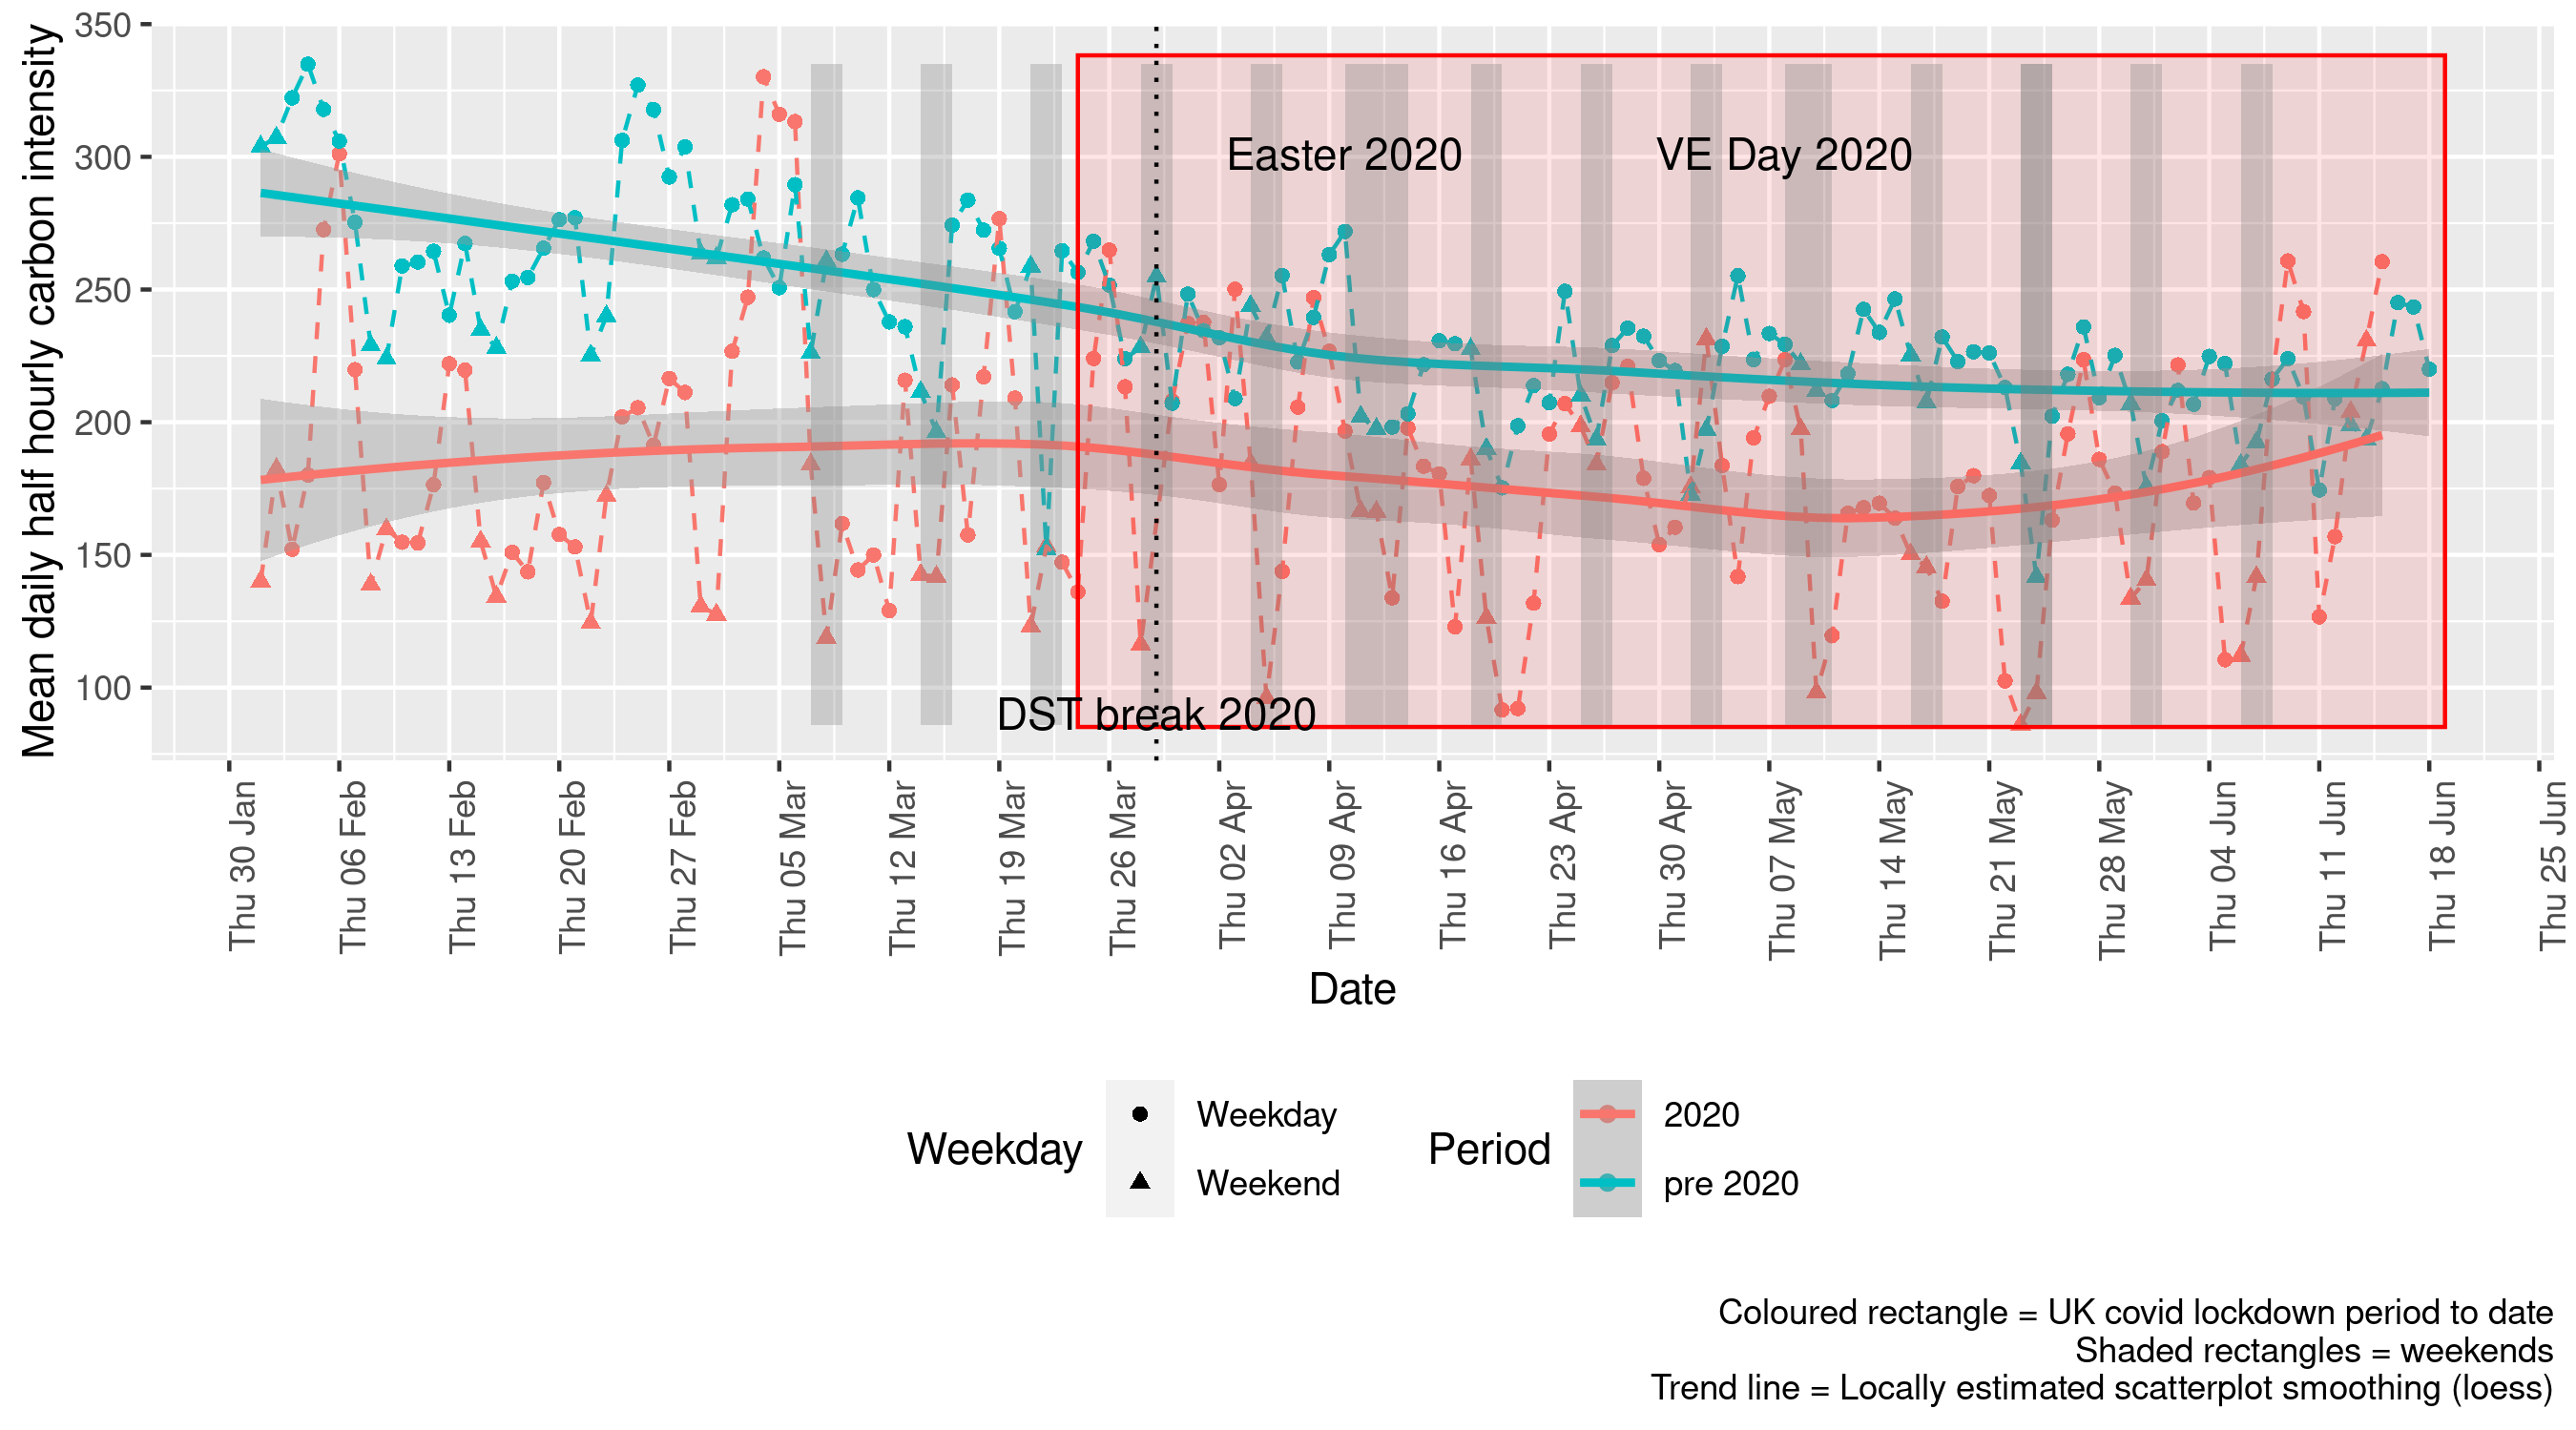 Mean daily half hourly carbon intensity
350
300
250
200
150
100
Easter 2020
VE Day 2020
DST break 2020
Thu 30 Jan
Thu 06 Feb
Thu 13 Feb
Thu 20 Feb
Thu 27 Feb
Thu 05 Mar
Thu 12 Mar
Thu 19 Mar
Thu 26 Mar
Thu 02 Apr
Thu 09 Apr
Thu 16 Apr
Thu 23 Apr
Thu 30 Apr
Thu 07 May
Thu 14 May
Thu 21 May
Thu 28 May
Thu 04 Jun
Thu 11 Jun
Thu 18 Jun
Thu 25 Jun
Date
Weekday
Weekday
Weekend
Period
2020
pre 2020
Coloured rectangle = UK covid lockdown period to date
Shaded rectangles = weekends
Trend line = Locally estimated scatterplot smoothing (loess)